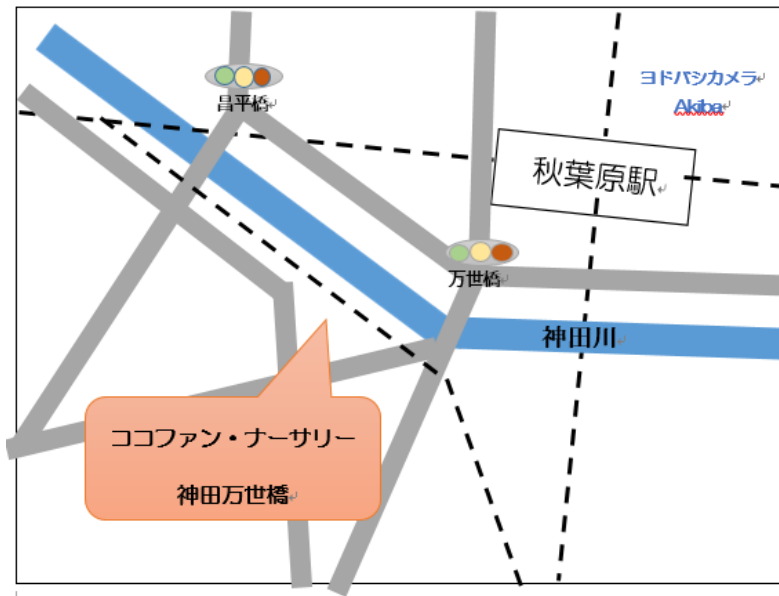 ヨドバシカメラ
Akiba
昌平橋
秋葉原駅
万世橋
神田川
ココファン・ナーサリー
神田万世橋